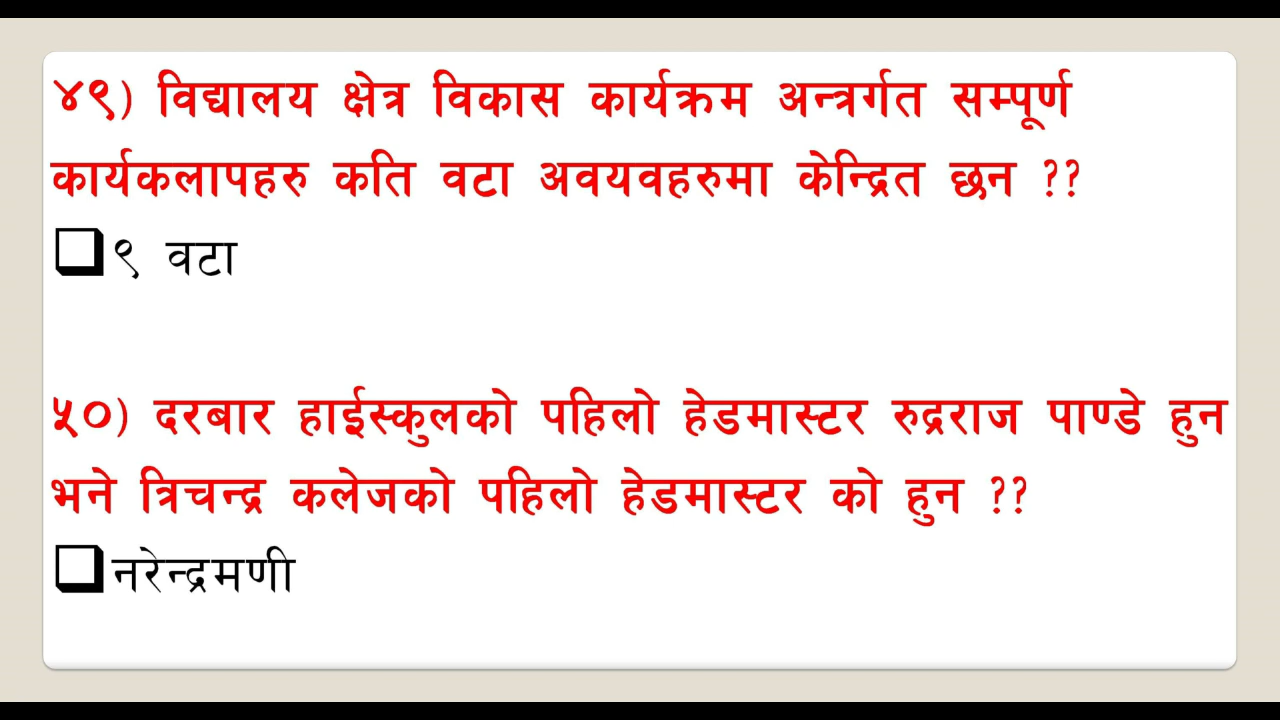 ४९) विद्यालय क्षेत्र विकास कार्यक्रम अन्त्रर्गत सम्पूर्ण
कार्यकलापहरु कति वटा अवयवहरुमा केन्द्रित छन ??
९ वटा
५०) दरबार हाईस्कुलको पहिलो हेडमास्टर रुद्रराज पाण्डे हुन
भने त्रिचन्द्र कलेजको पहिलो हेडमास्टर को हुन ??
नरेन्द्रमणी